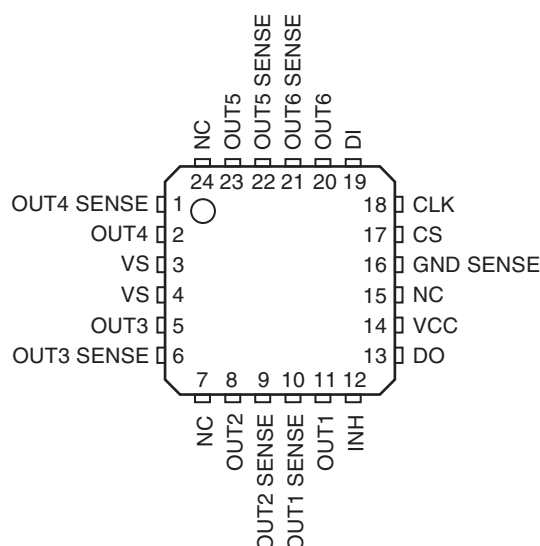 NC
OUT5
OUT5 SENSE
OUT6 SENSE
OUT6
DI
24 23 22 21 20 19
OUT4 SENSE 1
OUT4 2
VS 3
VS 4
OUT3 5
OUT3 SENSE 6
18 CLK
17 CS
16 GND SENSE
15 NC
14 VCC
13 DO
7 8 9 10 11 12
NC
OUT2
OUT2 SENSE
OUT1 SENSE
OUT1
INH